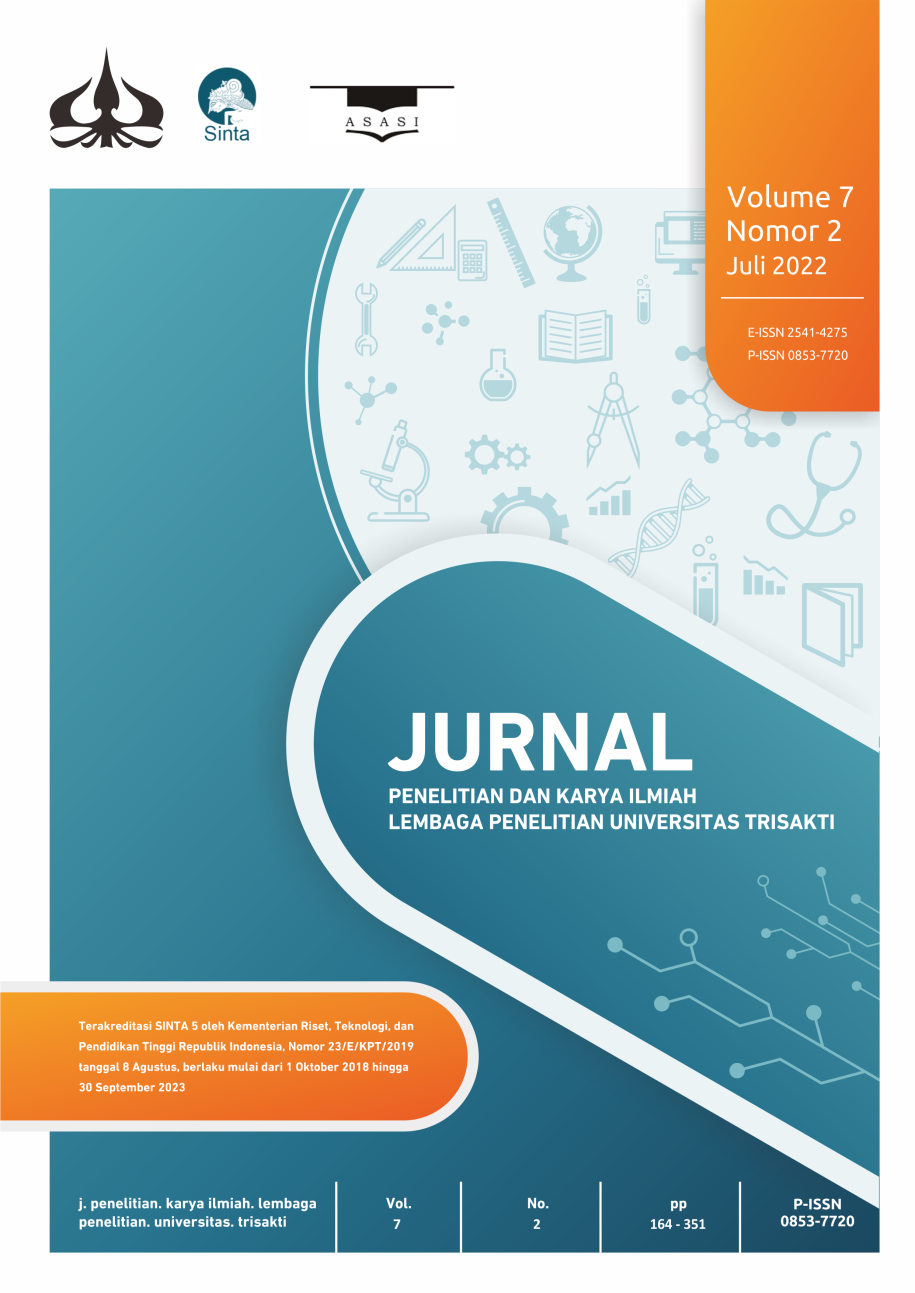 Sinta
A S A S I
Volume 7
Nomor 2
Juli 2022
E-ISSN 2541-4275
P-ISSN 0853-7720
JURNAL
PENELITIAN DAN KARYA ILMIAH
LEMBAGA PENELITIAN UNIVERSITAS TRISAKTI
Terakreditasi SINTA 5 oleh Kementerian Riset, Teknologi, dan
Pendidikan Tinggi Republik Indonesia, Nomor 23/E/KPT/2019
tanggal 8 Agustus, berlaku mulai dari 1 Oktober 2018 hingga
30 September 2023
j. penelitian. karya ilmiah. lembaga
penelitian. universitas. trisakti
Vol.
7
No.
2
pp
164 - 351
P-ISSN
0853-7720